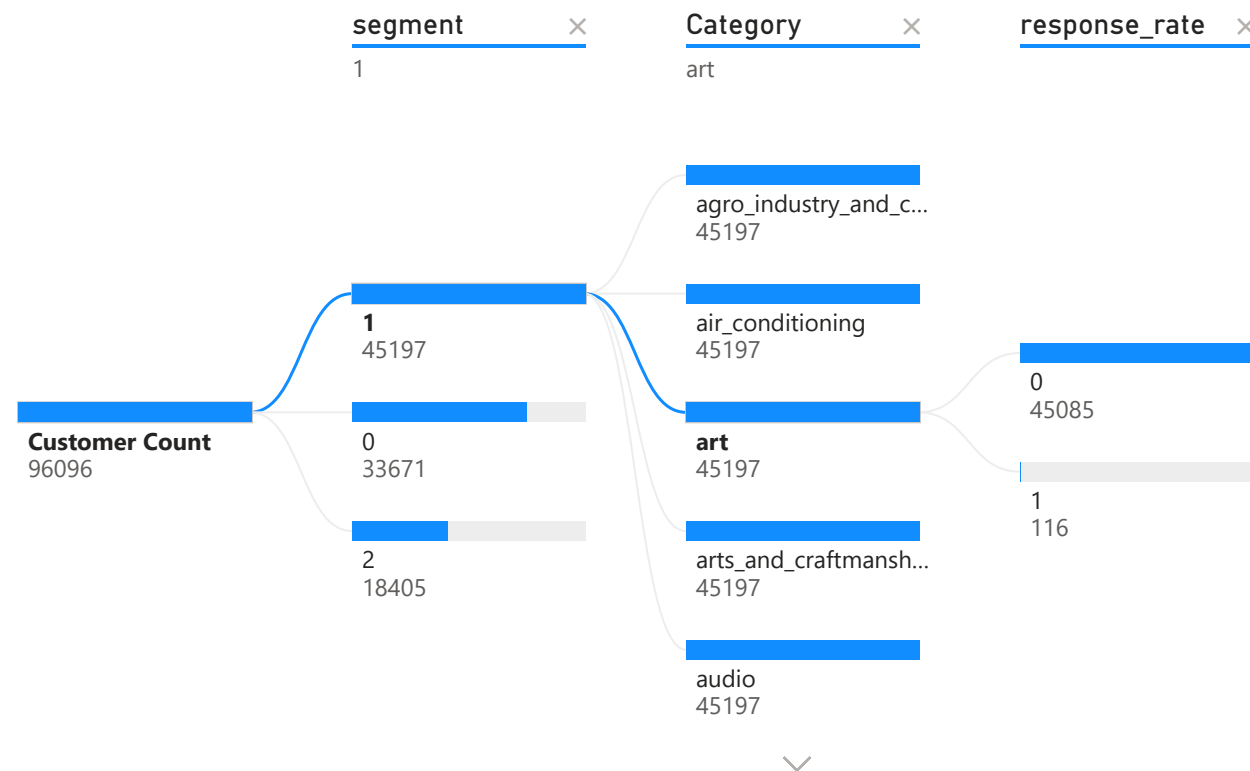 segment
Category
response_rate
1
art
agro_industry_and_c...
45197
1
45197
air_conditioning
45197
0
45085
Customer Count
96096
0
33671
art
45197
1
116
2
18405
arts_and_craftmansh...
45197
audio
45197